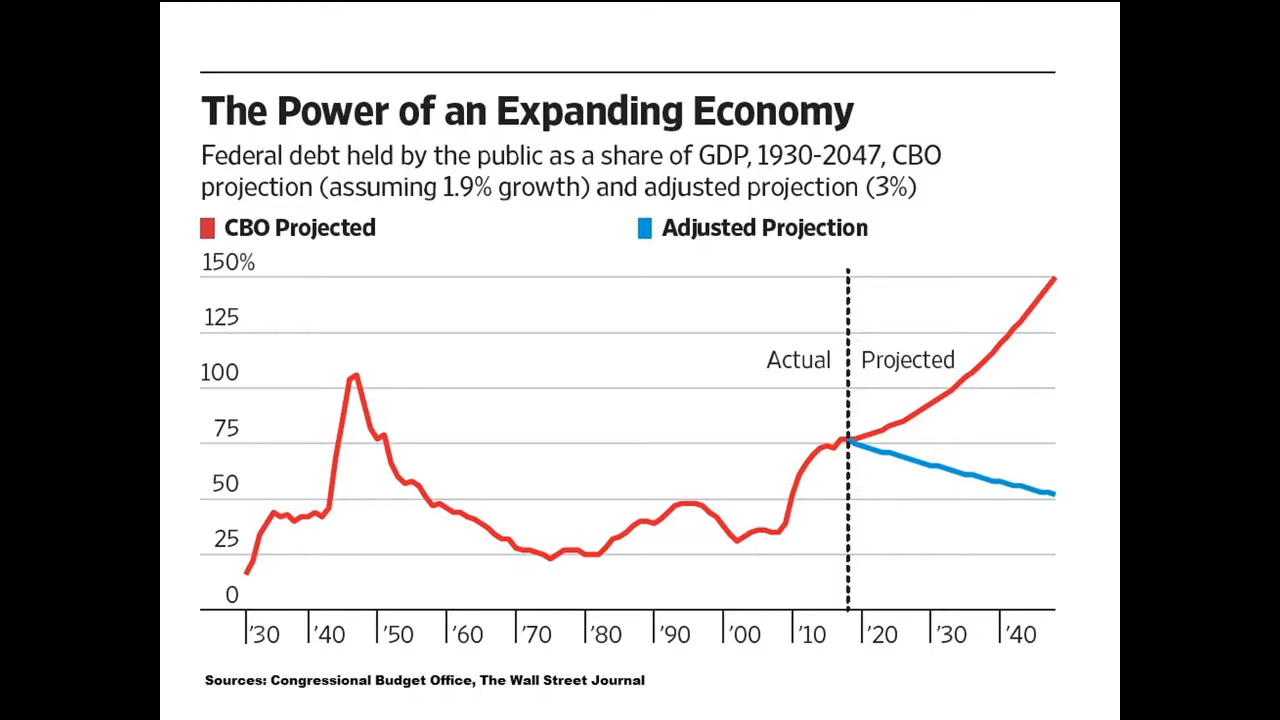 The Power of an Expanding Economy
Federal debt held by the public as a share of GDP, 1930-2047, CBO
projection (assuming 1.9% growth) and adjusted projection (3%)
CBO Projected
Adjusted Projection
150%
125
100
75
50
25
0
Actual
Projected
’30 ’40 ’50 ’60 ’70 ’80 ’90 ’00 ’10 ’20 ’30 ’40
Sources: Congressional Budget Office, The Wall Street Journal